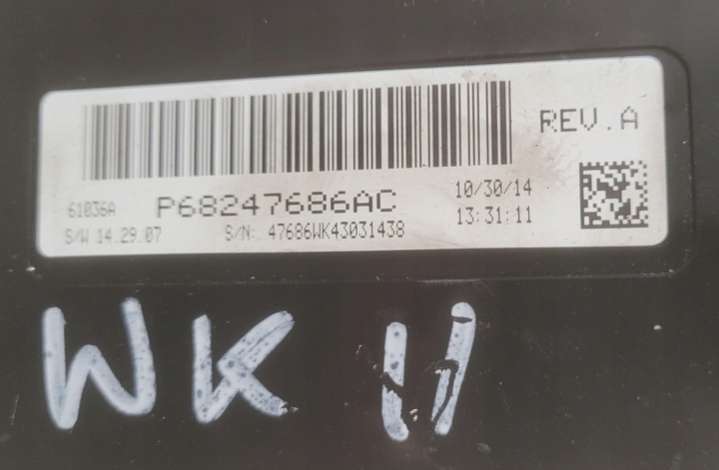 REV.A
61036A P68247686AC 10/30/14
S/W 14.29.07 S/N: 47686WK43031438 13:31:11
WK 11